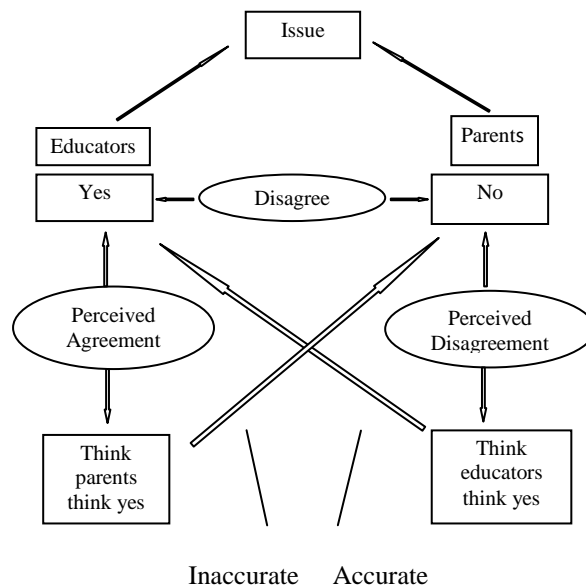 Issue
Educators
Parents
Yes
Disagree
No
Perceived
Agreement
Perceived
Disagreement
Think
parents
think yes
Think
educators
think yes
Inaccurate
Accurate